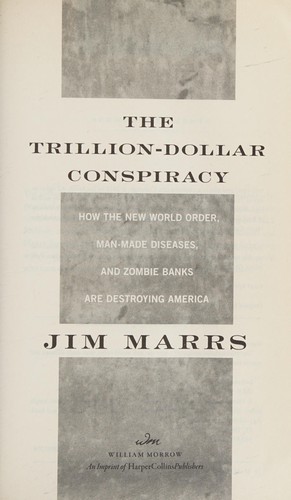 THE
TRILLION-DOLLAR
CONSPIRACY
HOW THE NEW WORLD ORDER,
MAN-MADE DISEASES,
AND ZOMBIE BANKS
ARE DESTROYING AMERICA
JIM MARRS
wm
WILLIAM MORROW
An Imprint of HarperCollinsPublishers